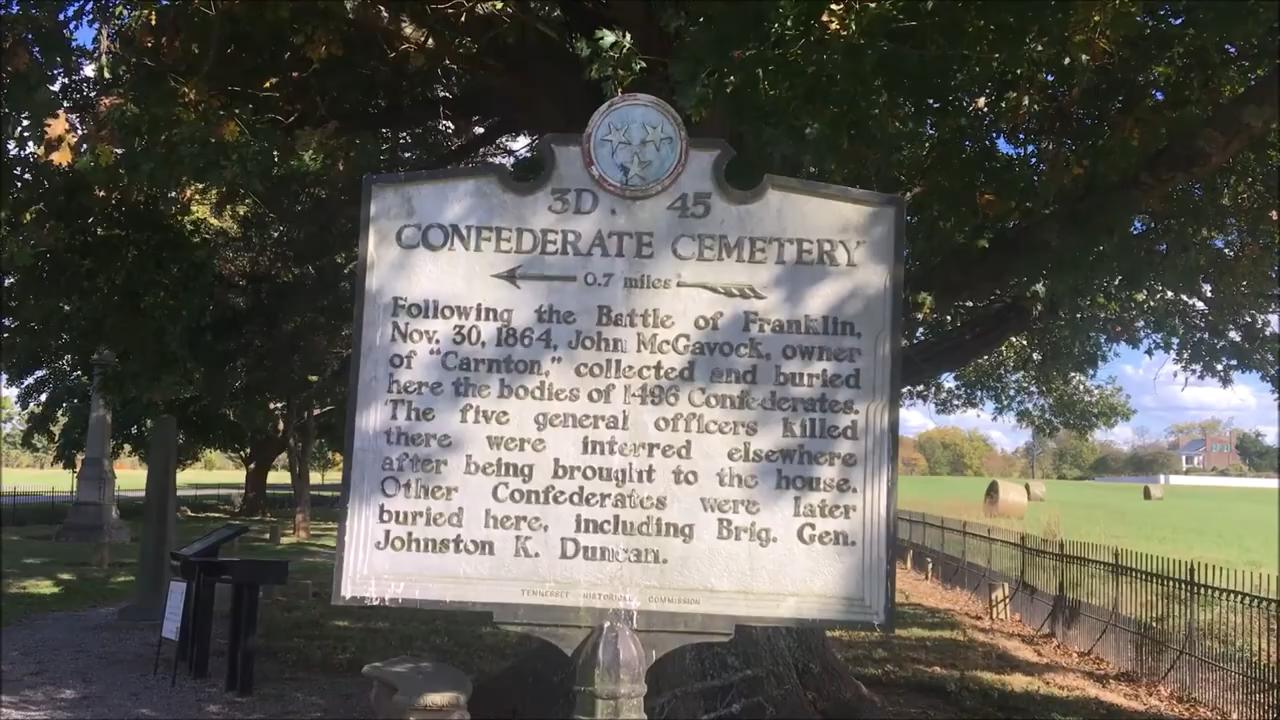 3D . 45
CONFEDERATE CEMETERY
0.7 miles
Following the Battle of Franklin,
Nov. 30, 1864, John McGavock, owner
of "Carnton," collected and buried
here the bodies of 1496 Confederates.
The five general officers killed
there were interred elsewhere
after being brought to the house.
Other Confederates were later
buried here, including Brig. Gen.
Johnston K. Duncan.
TENNESSEE HISTORICAL COMMISSION